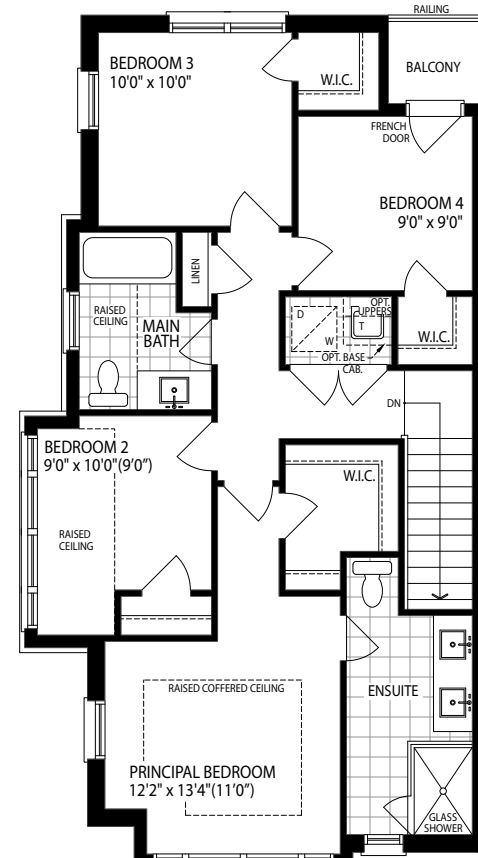 RAILING
BEDROOM 3
10'0" x 10'0"
W.I.C.
BALCONY
FRENCH
DOOR
BEDROOM 4
9'0" x 9'0"
LINEN
RAISED
CEILING
MAIN
BATH
D
W
OPT.
UPPERS
T
OPT. BASE
CAB.
W.I.C.
DN
BEDROOM 2
9'0" x 10'0"(9'0")
RAISED
CEILING
W.I.C.
ENSUITE
RAISED COFFERED CEILING
PRINCIPAL BEDROOM
12'2" x 13'4"(11'0")
GLASS
SHOWER